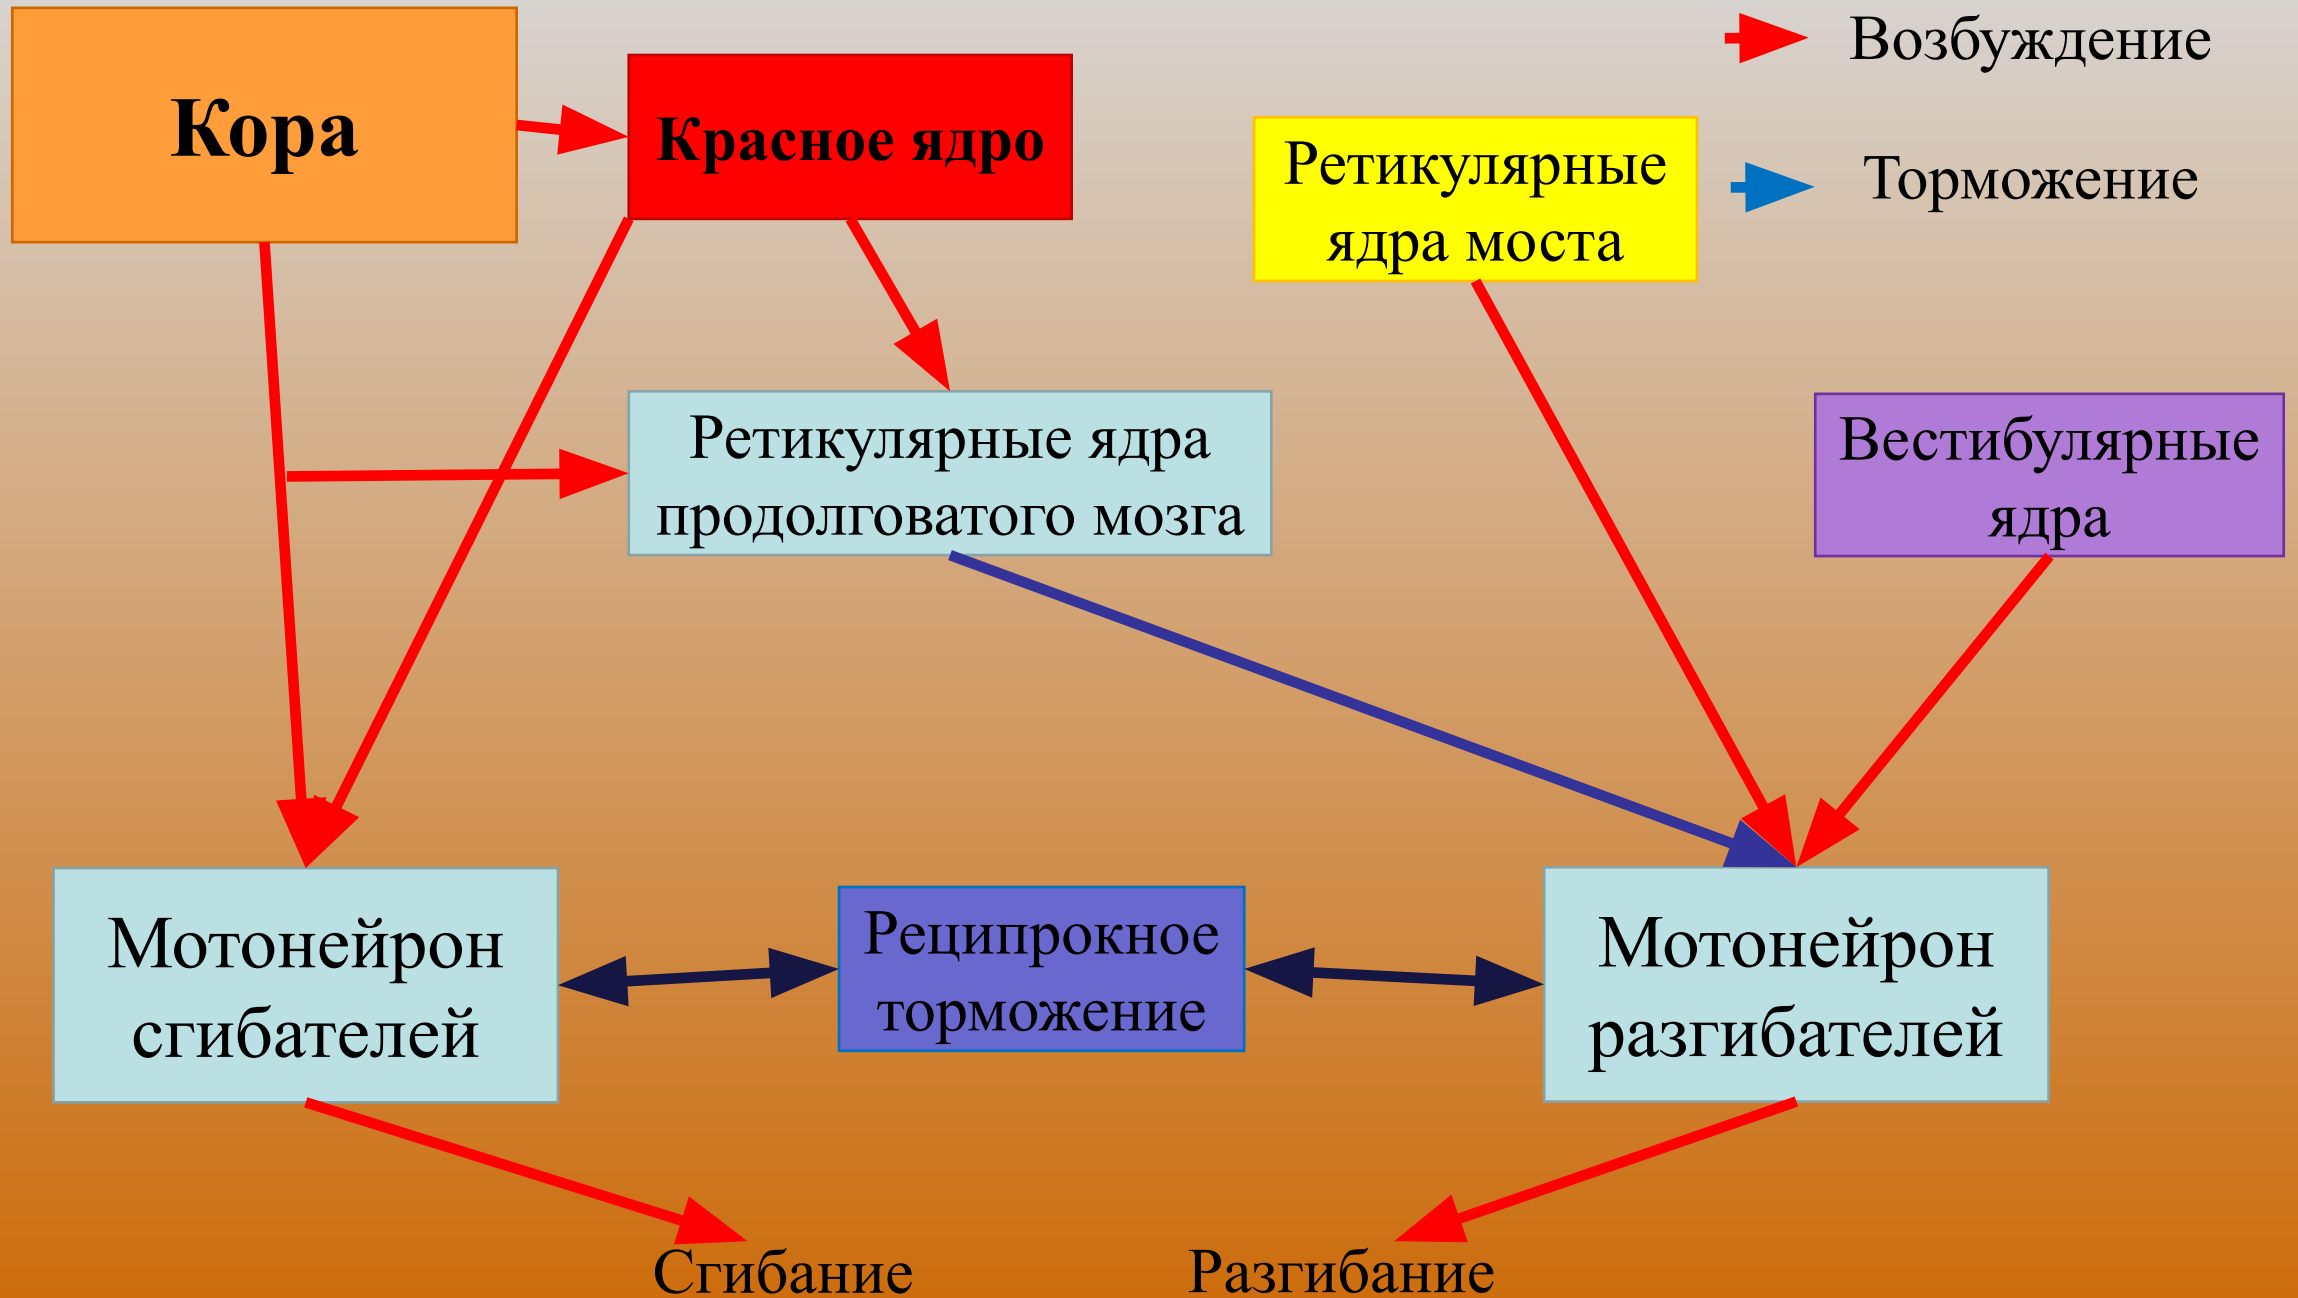 Кора
Красное ядро
Ретикулярные
ядра моста
Возбуждение
Торможение
Ретикулярные ядра
продолговатого мозга
Вестибулярные
ядра
Мотонейрон
сгибателей
Реципрокное
торможение
Мотонейрон
разгибателей
Сгибание
Разгибание